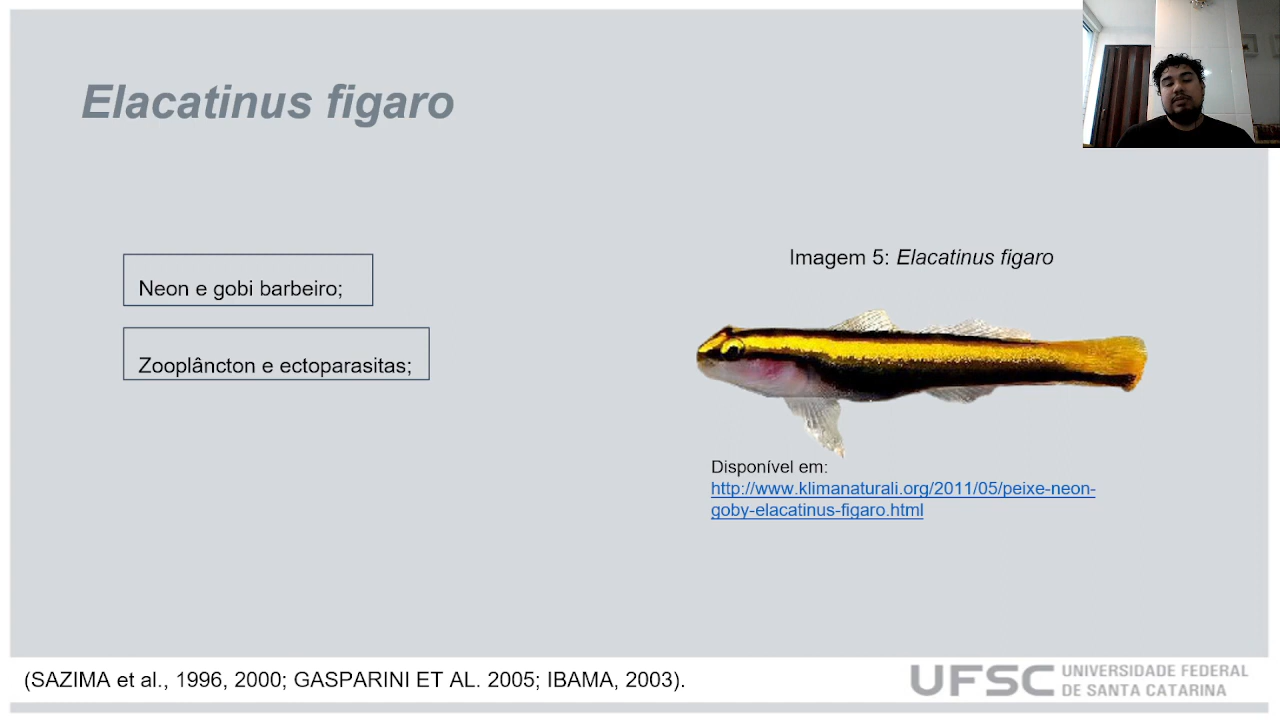 Elacatinus figaro
Neon e gobi barbeiro;
Zooplâncton e ectoparasitas;
Imagem 5: Elacatinus figaro
Disponível em:
http://www.klimanaturali.org/2011/05/peixe-neon-
goby-elacatinus-figaro.html
(SAZIMA et al., 1996, 2000; GASPARINI ET AL. 2005; IBAMA, 2003).
UFSC
UNIVERSIDADE FEDERAL
DE SANTA CATARINA